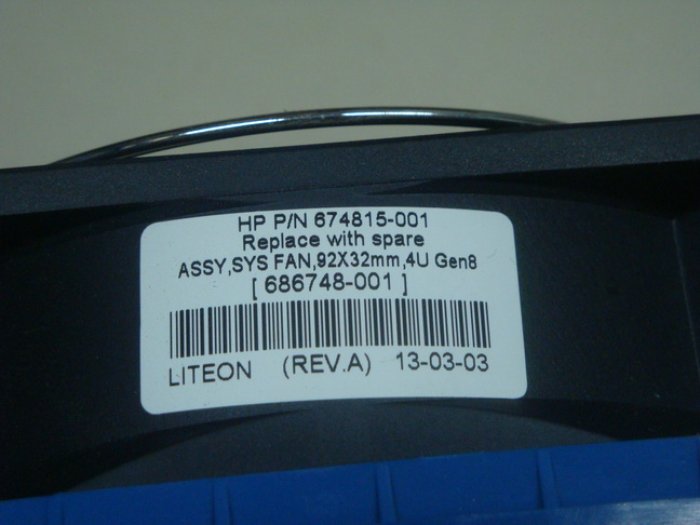 HP P/N 674815-001
Replace with spare
ASSY,SYS FAN,92X32mm,4U Gen8
[ 686748-001 ]
LITEON (REV.A) 13-03-03